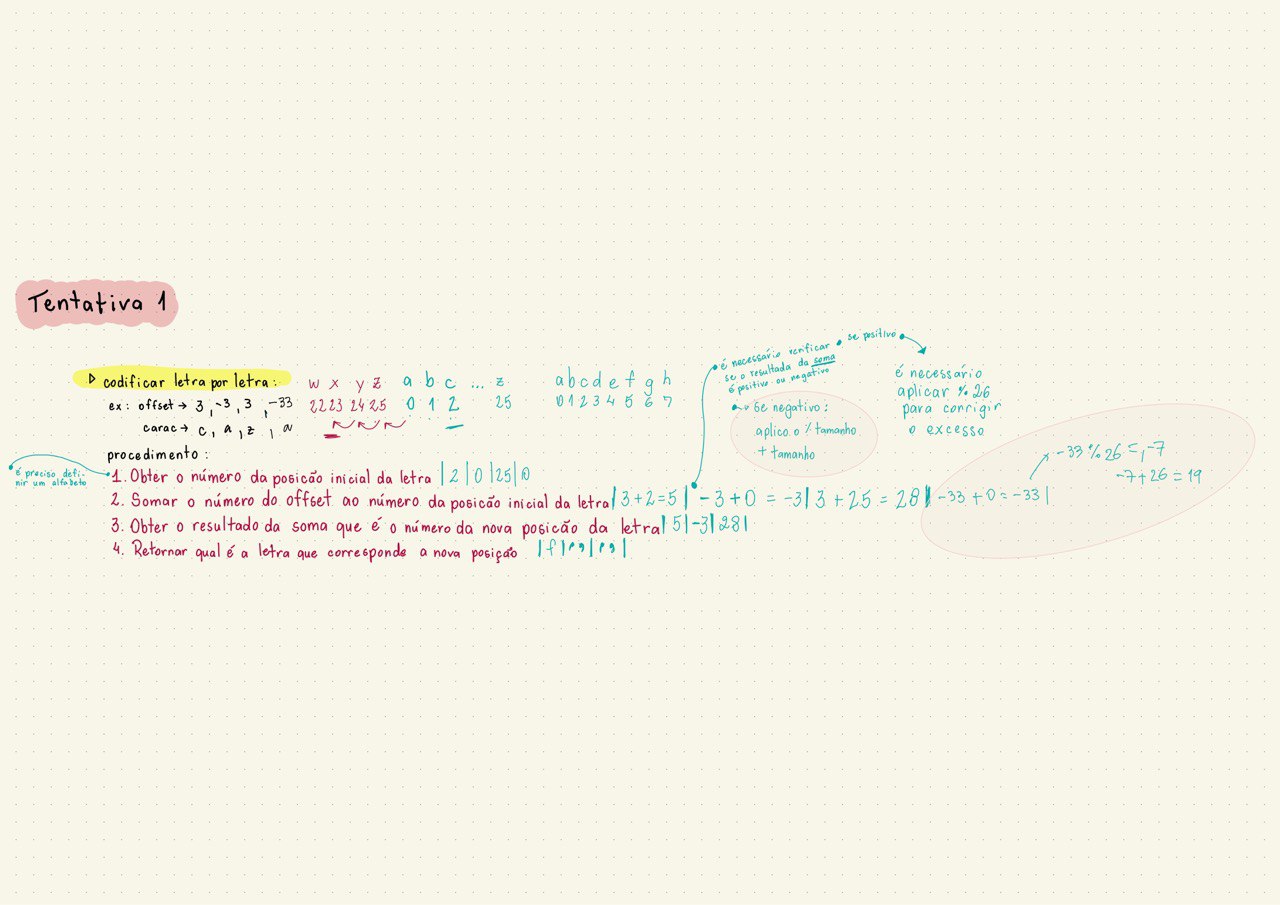 Tentativa 1
▷ codificar letra por letra:
ex: offset → 3, -3, 3, -33
carac → c, a, z, a
w x y z a b c ... z
22 23 24 25 0 1 2 25
a b c d e f g h
0 1 2 3 4 5 6 7
procedimento:
é preciso defi-
nir um alfabeto
1. Obter o número da posição inicial da letra | 2 | 0 | 25 | 0
2. Somar o número do offset ao número da posição inicial da letra | 3+2=5 | -3+0 = -3 | 3+25 = 28 | -33+0=-33 |
3. Obter o resultado da soma que é o número da nova posição da letra | 5 | -3 | 28 |
4. Retornar qual é a letra que corresponde a nova posição | f | ? | ? |
é necessário verificar
se o resultada da soma
é positivo ou negativo
• se negativo:
aplico o % tamanho
+ tamanho
• se positivo
é necessário
aplicar % 26
para corrigir
o excesso
-33 % 26 = -7
-7+26 = 19